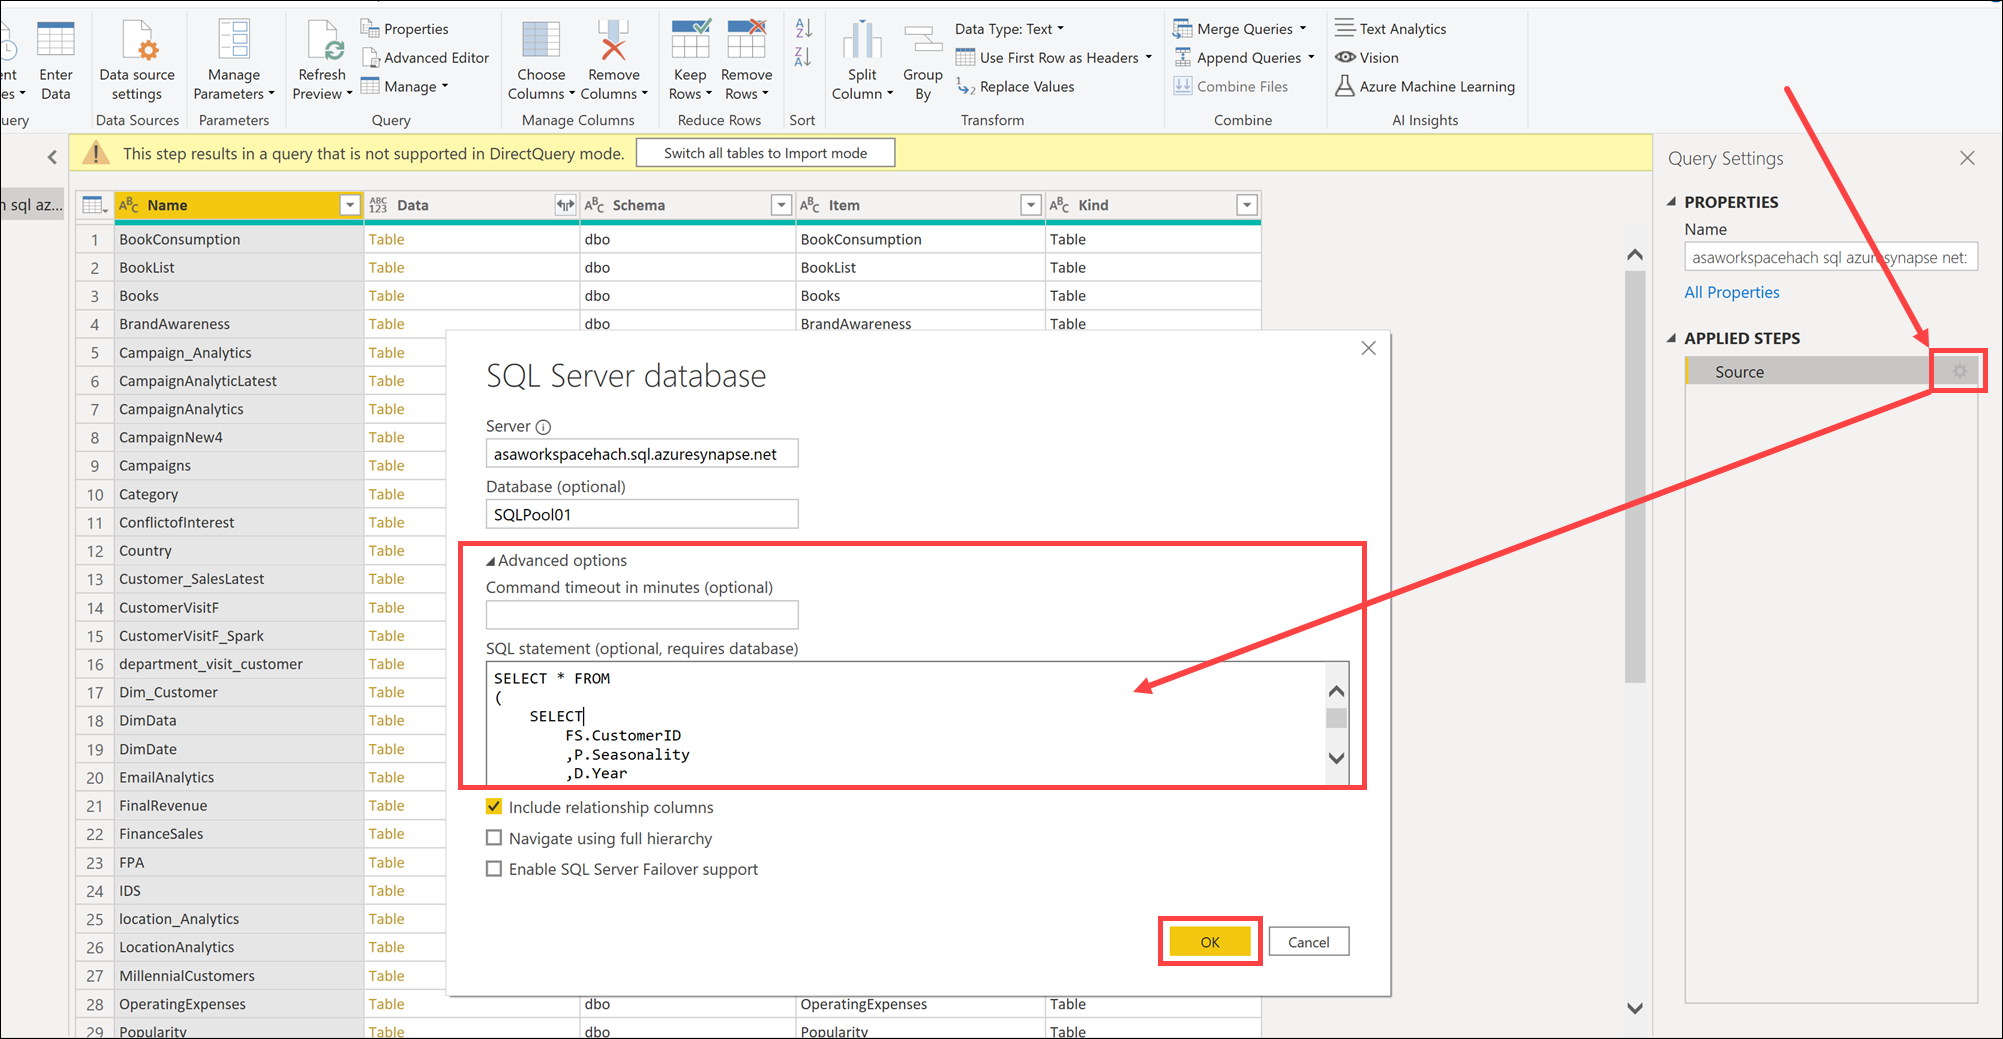 ent
es
uery
Enter
Data
Data source
settings
Data Sources
Manage
Parameters
Parameters
Refresh
Preview
Properties
Advanced Editor
Manage
Query
Choose
Columns
Remove
Columns
Manage Columns
Keep
Rows
Remove
Rows
Reduce Rows
A
Z
Z
A
Sort
Split
Column
Group
By
Data Type: Text
Use First Row as Headers
1
2 Replace Values
Transform
Merge Queries
Append Queries
Combine Files
Combine
Text Analytics
Vision
Azure Machine Learning
AI Insights
This step results in a query that is not supported in DirectQuery mode. Switch all tables to Import mode
n sql az...
ABC Name ABC 123 Data ABC Schema ABC Item ABC Kind
1 BookConsumption Table dbo BookConsumption Table
2 BookList Table dbo BookList Table
3 Books Table dbo Books Table
4 BrandAwareness Table dbo BrandAwareness Table
5 Campaign_Analytics Table
6 CampaignAnalyticLatest Table
7 CampaignAnalytics Table
8 CampaignNew4 Table
9 Campaigns Table
10 Category Table
11 ConflictofInterest Table
12 Country Table
13 Customer_SalesLatest Table
14 CustomerVisitF Table
15 CustomerVisitF_Spark Table
16 department_visit_customer Table
17 Dim_Customer Table
18 DimData Table
19 DimDate Table
20 EmailAnalytics Table
21 FinalRevenue Table
22 FinanceSales Table
23 FPA Table
24 IDS Table
25 location_Analytics Table
26 LocationAnalytics Table
27 MillennialCustomers Table
28 OperatingExpenses Table dbo OperatingExpenses Table
29 Popularity Table dbo Popularity Table
SQL Server database
Server
asaworkspacehach.sql.azuresynapse.net
Database (optional)
SQLPool01
Advanced options
Command timeout in minutes (optional)
SQL statement (optional, requires database)
SELECT * FROM
(
SELECT
FS.CustomerID
,P.Seasonality
,D.Year
Include relationship columns
Navigate using full hierarchy
Enable SQL Server Failover support
OK Cancel
Query Settings
PROPERTIES
Name
asaworkspacehach sql azuresynapse net:
All Properties
APPLIED STEPS
Source